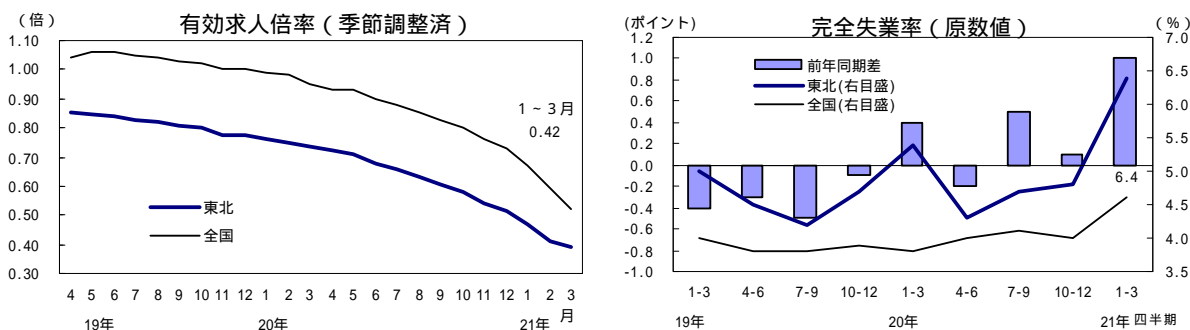 有効求人倍率（季節調整済）
（倍）
1.10
1.00
0.90
0.80
0.70
0.60
0.50
0.40
0.30
1～3月
0.42
東北
全国
4 5 6 7 8 9 10 11 12 1 2 3 4 5 6 7 8 9 10 11 12 1 2 3
月
19年 20年 21年
完全失業率（原数値）
(ポイント)
（％）
1.2
1.0
0.8
0.6
0.4
0.2
0.0
-0.2
-0.4
-0.6
-0.8
-1.0
前年同期差
東北(右目盛)
全国(右目盛)
6.4
7.0
6.5
6.0
5.5
5.0
4.5
4.0
3.5
1-3 4-6 7-9 10-12 1-3 4-6 7-9 10-12 1-3
19年 20年 21年 四半期